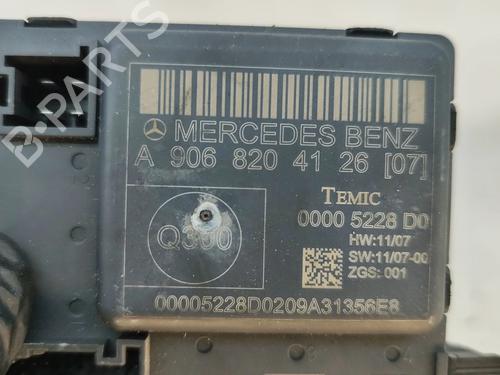 MERCEDES BENZ
A 906 820 41 26 [07]
TEMIC
0000 5228 D0
HW:11/07
SW:11/07-00
ZGS: 001
Q390
00005228D0209A31356E8
B-PARTS